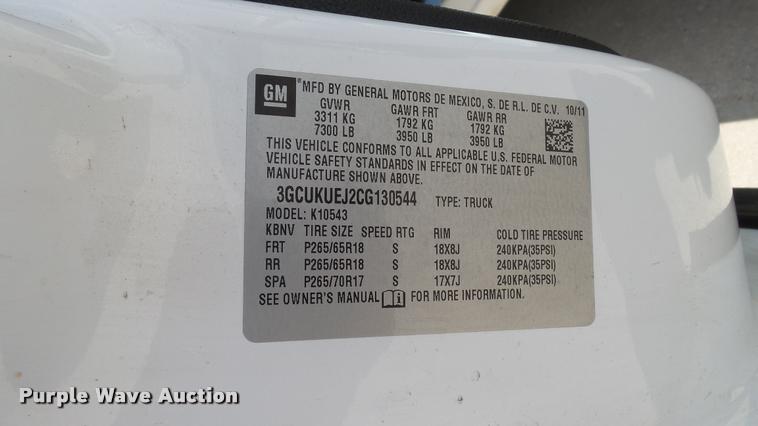 GM
*MFD BY GENERAL MOTORS DE MEXICO, S. DE R.L. DE C.V. 10/11
GVWR GAWR FRT GAWR RR
3311 KG 1792 KG 1792 KG
7300 LB 3950 LB 3950 LB
THIS VEHICLE CONFORMS TO ALL APPLICABLE U.S. FEDERAL MOTOR
VEHICLE SAFETY STANDARDS IN EFFECT ON THE DATE OF
MANUFACTURE SHOWN ABOVE.
3GCUKUEJ2CG130544 TYPE: TRUCK
MODEL: K10543
KBNV TIRE SIZE SPEED RTG RIM COLD TIRE PRESSURE
FRT P265/65R18 S 18X8J 240KPA(35PSI)
RR P265/65R18 S 18X8J 240KPA(35PSI)
SPA P265/70R17 S 17X7J 240KPA(35PSI)
SEE OWNER'S MANUAL FOR MORE INFORMATION.
Purple Wave Auction